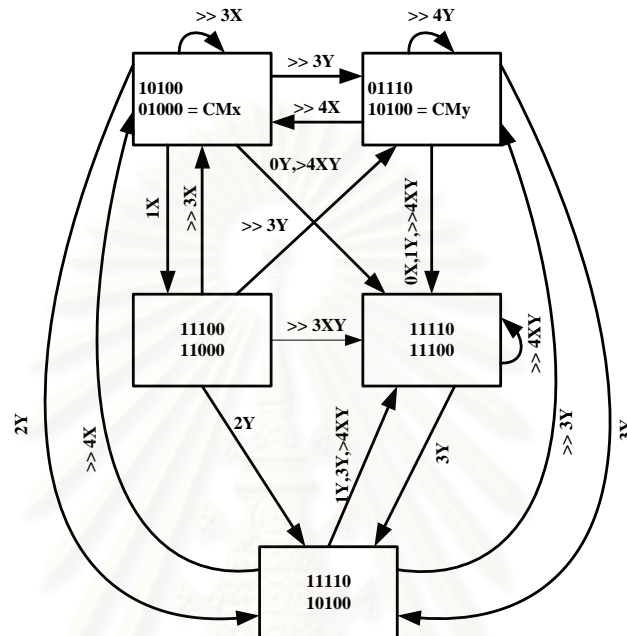 >> 3X
>> 4Y
10100
01000 = CMx
>> 3Y
>> 4X
01110
10100 = CMy
0Y,>4XY
1X
>> 3X
>> 3Y
0X,1Y,>>4XY
11100
11000
>> 3XY
11110
11100
>> 4XY
2Y
>> 4X
2Y
1Y,3Y,>4XY
3Y
>> 3Y
3Y
11110
10100